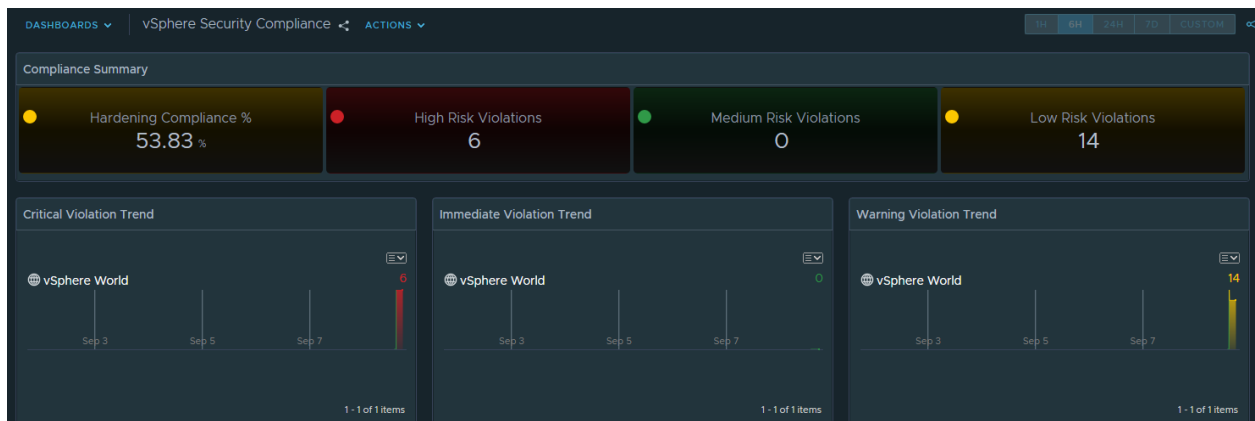 DASHBOARDS vSphere Security Compliance ACTIONS 1H 6H 24H 7D CUSTOM
Compliance Summary
Hardening Compliance %
53.83 %
High Risk Violations
6
Medium Risk Violations
0
Low Risk Violations
14
Critical Violation Trend
vSphere World
6
Sep 3 Sep 5 Sep 7
1 - 1 of 1 items
Immediate Violation Trend
vSphere World
0
Sep 3 Sep 5 Sep 7
1 - 1 of 1 items
Warning Violation Trend
vSphere World
14
Sep 3 Sep 5 Sep 7
1 - 1 of 1 items